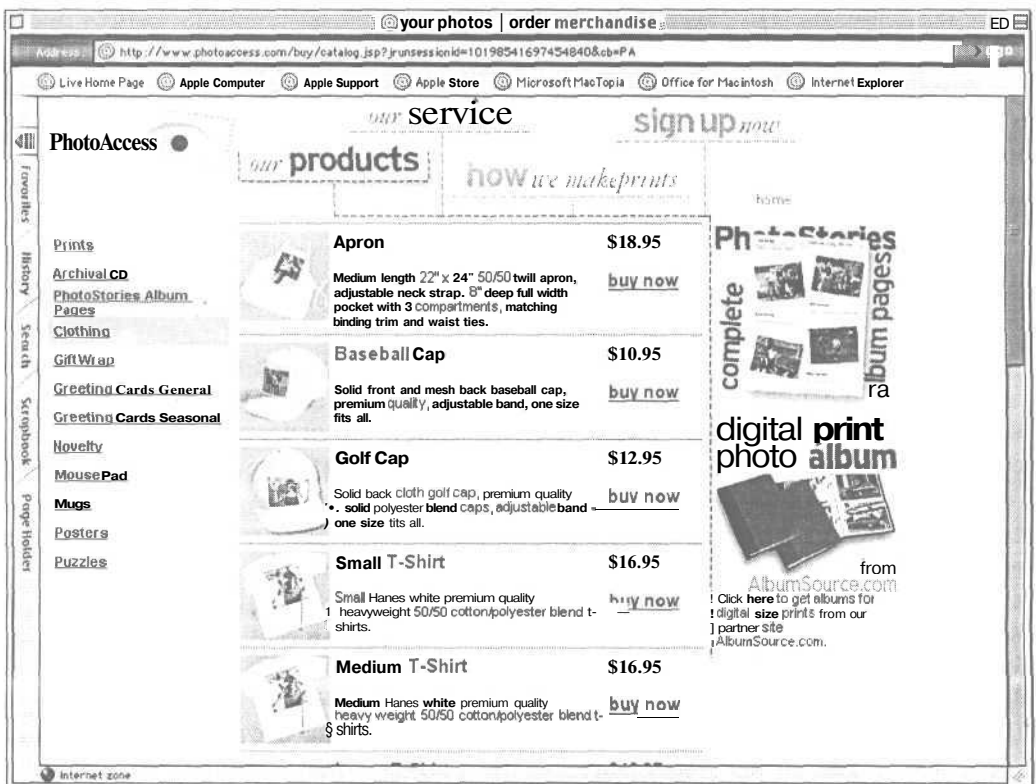 your photos | order merchandise
ED
Address
http://www.photoaccess.com/buy/catalog.jsp?jrunsessionid=10198541697454840&cb=PA
Live Home Page Apple Computer Apple Support Apple Store Microsoft MacTopia Office for Macintosh Internet Explorer
Favorites
History
Search
Scrapbook
Page Holder
PhotoAccess
our service
sign up now
our products
how we makeprints
home
Prints
Archival CD
PhotoStories Album
Pages
Clothing
Gift Wrap
Greeting Cards General
Greeting Cards Seasonal
Novelty
Mouse Pad
Mugs
Posters
Puzzles
Apron $18.95
Medium length 22" x 24" 50/50 twill apron,
adjustable neck strap. 8" deep full width
pocket with 3 compartments, matching
binding trim and waist ties.
buy now
Baseball Cap $10.95
Solid front and mesh back baseball cap,
premium quality, adjustable band, one size
fits all.
buy now
Golf Cap $12.95
Solid back cloth golf cap, premium quality
solid polyester blend caps, adjustable band -
one size tits all.
buy now
Small T-Shirt $16.95
Small Hanes white premium quality
heavyweight 50/50 cotton/polyester blend t-
shirts.
buy now
Medium T-Shirt $16.95
Medium Hanes white premium quality
heavy weight 50/50 cotton/polyester blend t-
§ shirts.
buy now
PhotoStories
complete
album pages
ra
digital print
photo album
from
AlbumSource.com
! Click here to get albums for
! digital size prints from our
] partner site
AlbumSource.com.
Internet zone